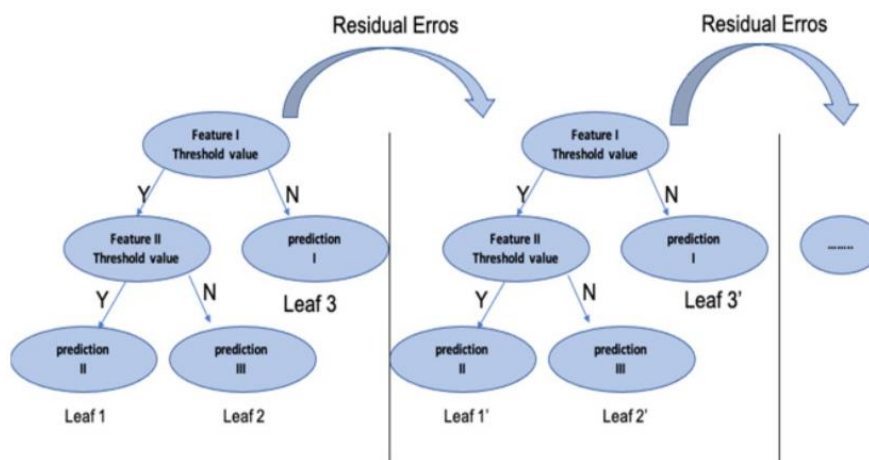 Residual Erros
Residual Erros
Feature I
Threshold value
Y
N
Feature II
Threshold value
prediction
I
Y
N
Leaf 3
prediction
II
prediction
III
Leaf 1
Leaf 2
Feature I
Threshold value
Y
N
Feature II
Threshold value
prediction
I
Y
N
Leaf 3’
prediction
II
prediction
III
Leaf 1’
Leaf 2’
.......